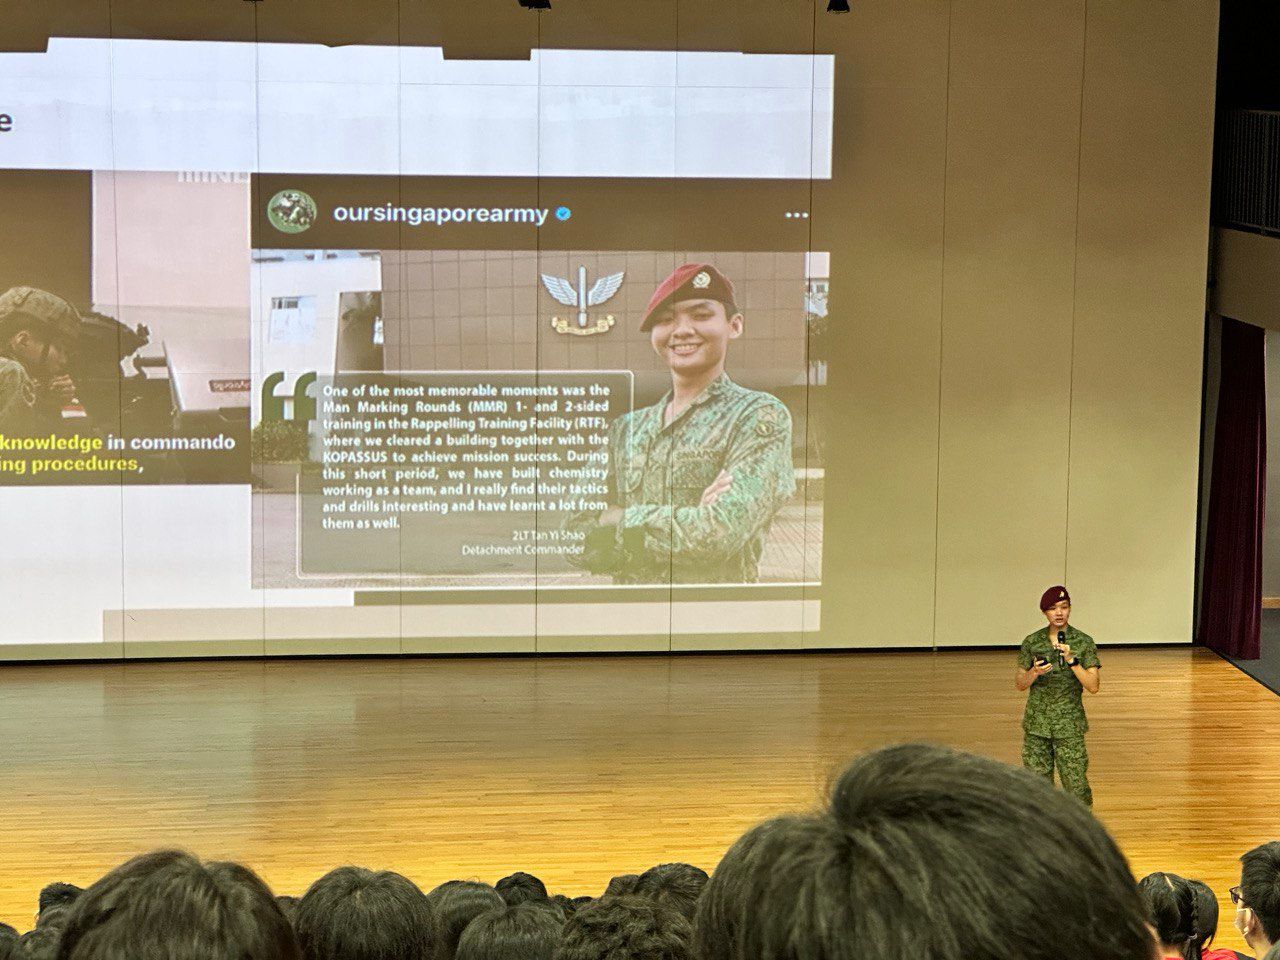 e
oursingaporearmy
knowledge in commando
ing procedures,
One of the most memorable moments was the
Man Marking Rounds (MMR) 1- and 2-sided
training in the Rappelling Training Facility (RTF),
where we cleared a building together with the
KOPASSUS to achieve mission success. During
this short period, we have built chemistry
working as a team, and I really find their tactics
and drills interesting and have learnt a lot from
them as well.
2LT Tan Yi Shao
Detachment Commander
SINGAPORE